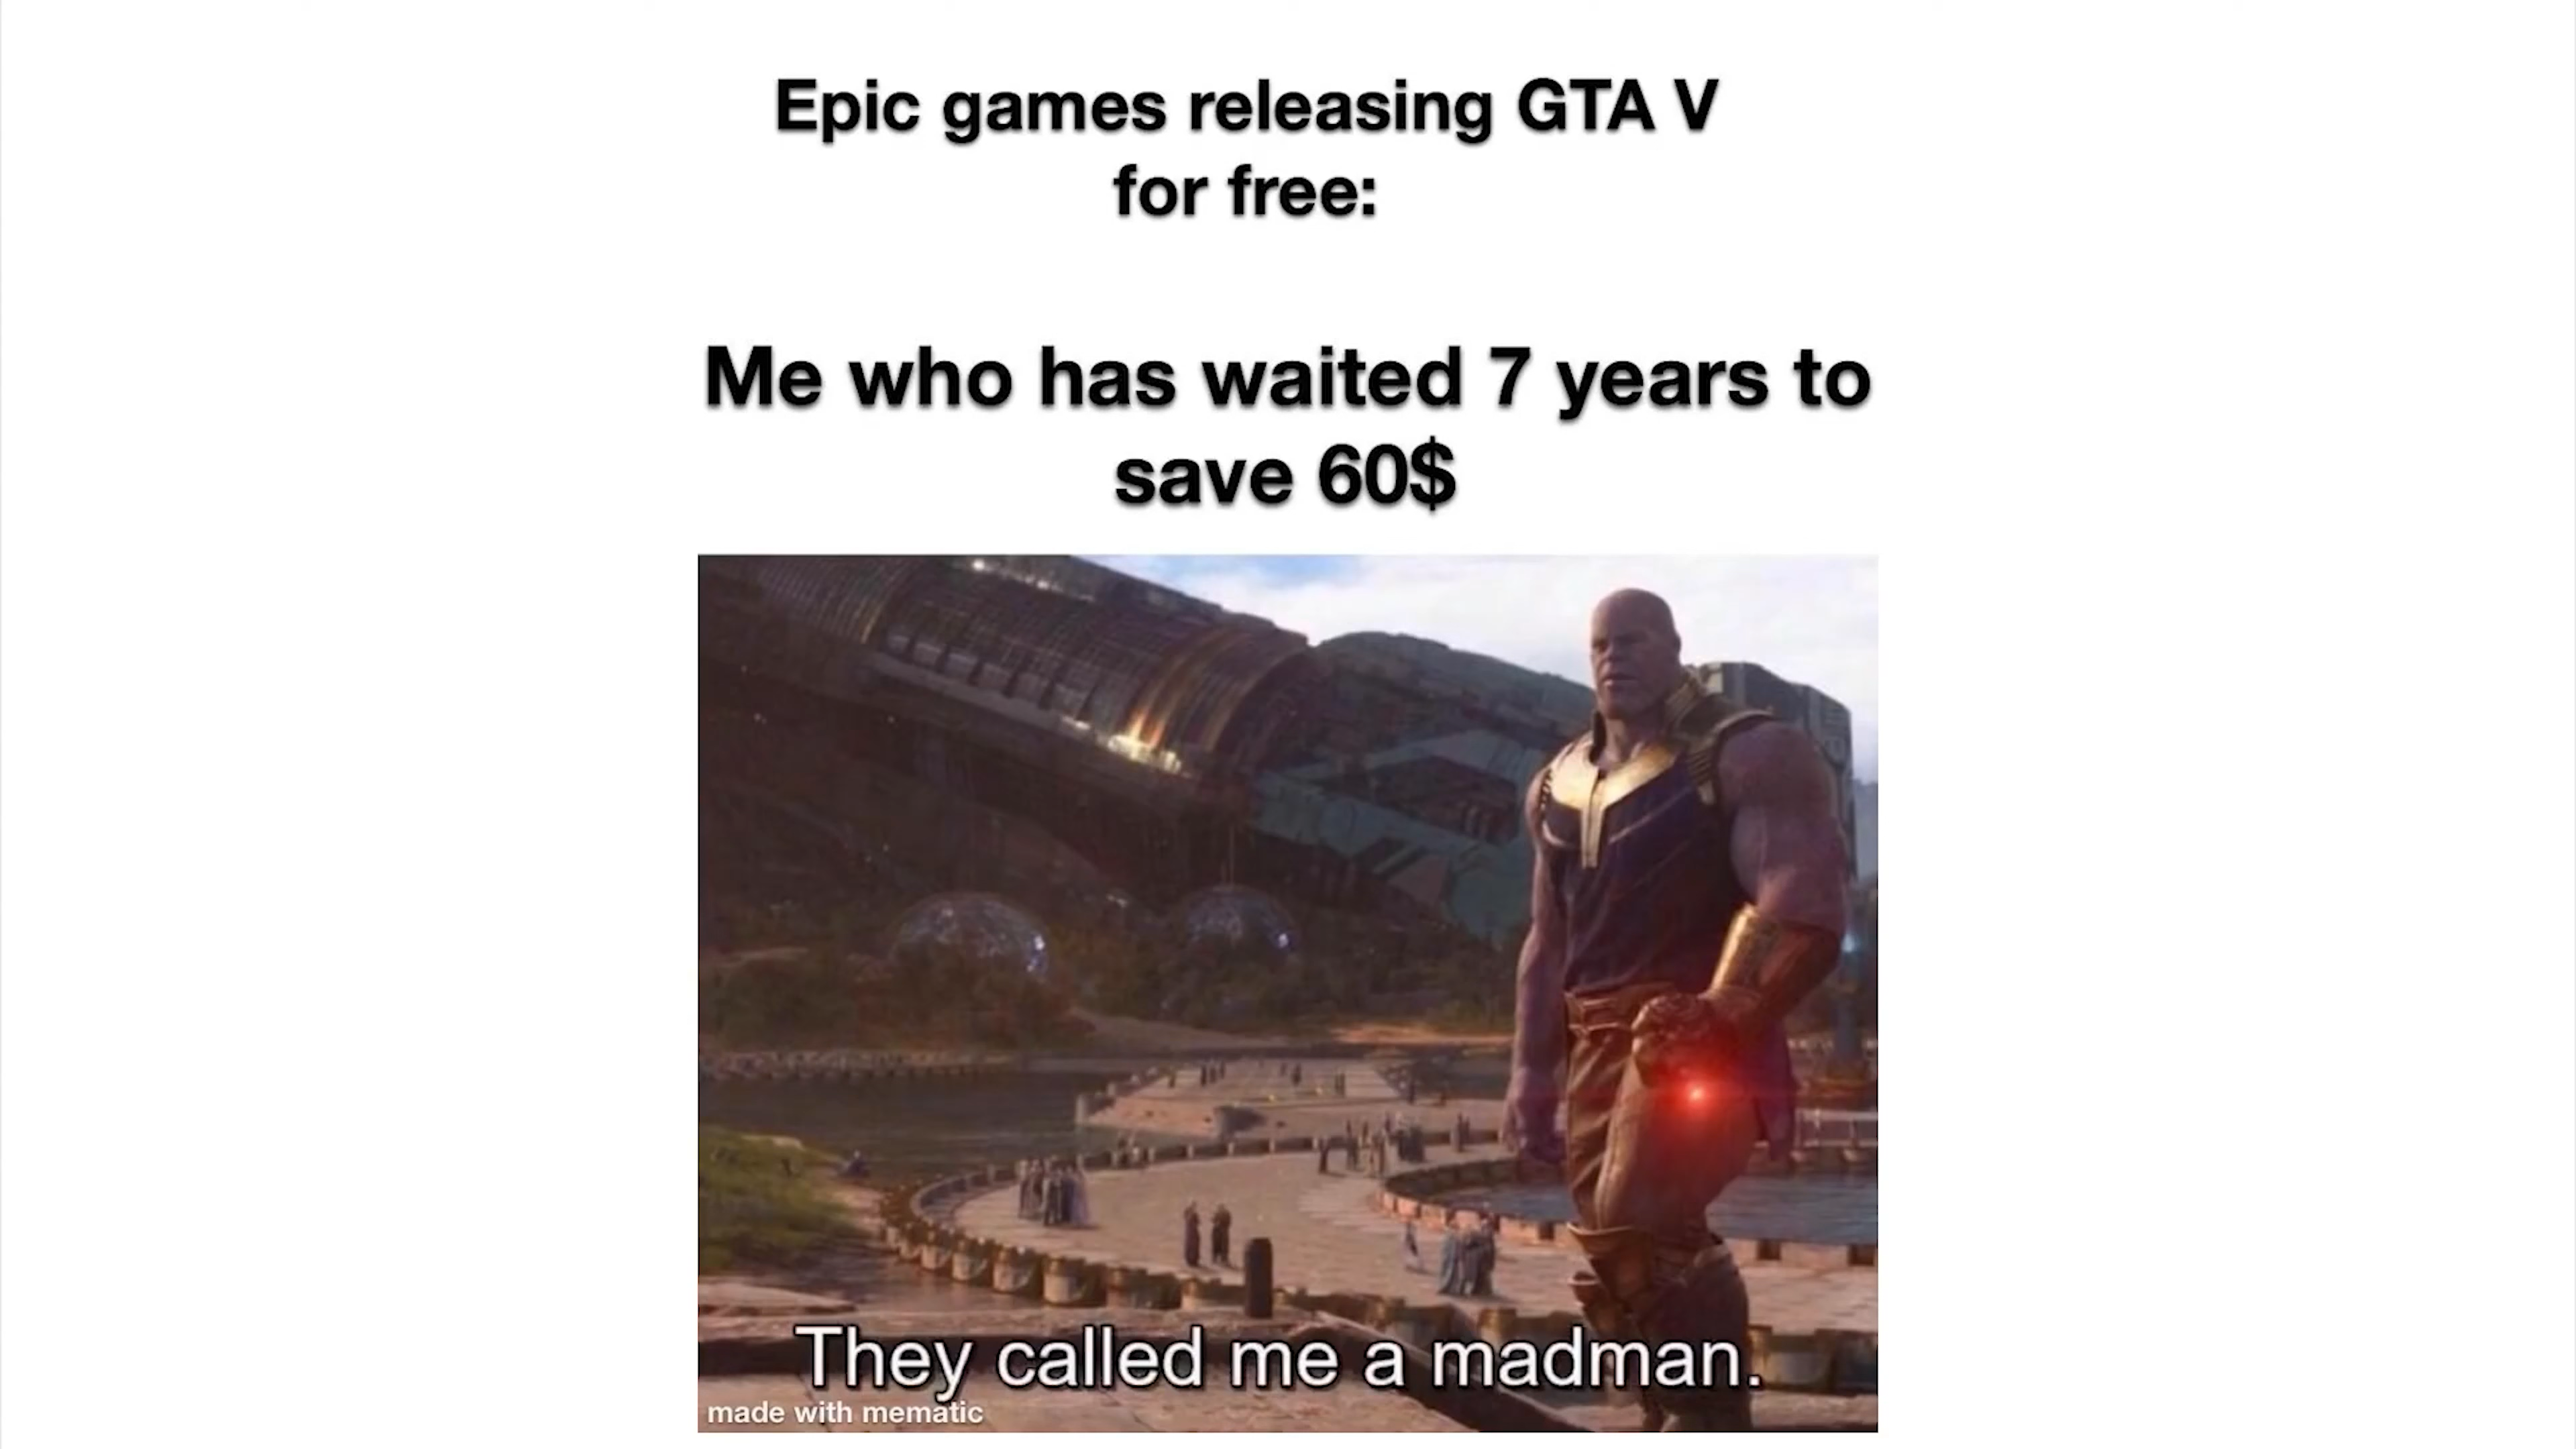 Epic games releasing GTA V
for free:
Me who has waited 7 years to
save 60$
They called me a madman.
made with mematic